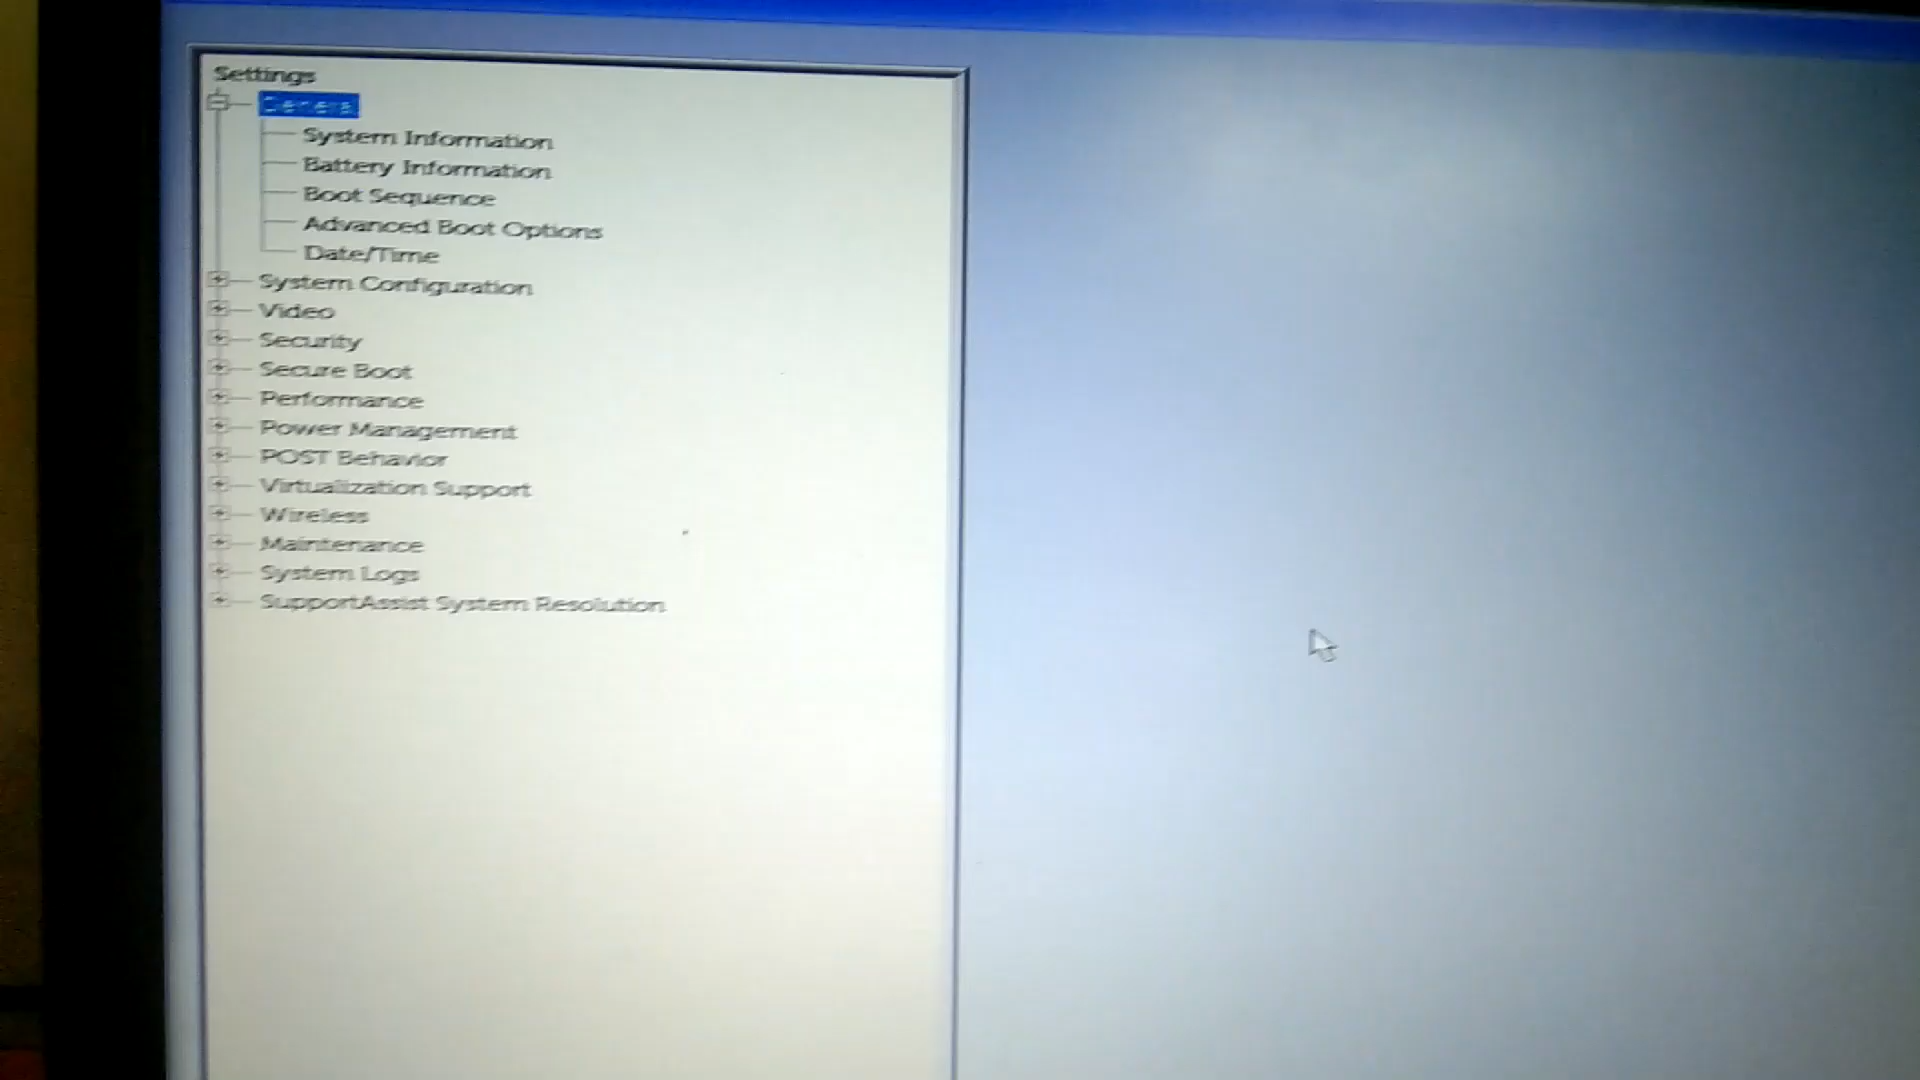 Settings
General
System Information
Battery Information
Boot Sequence
Advanced Boot Options
Date/Time
System Configuration
Video
Security
Secure Boot
Performance
Power Management
POST Behavior
Virtualization Support
Wireless
Maintenance
System Logs
SupportAssist System Resolution